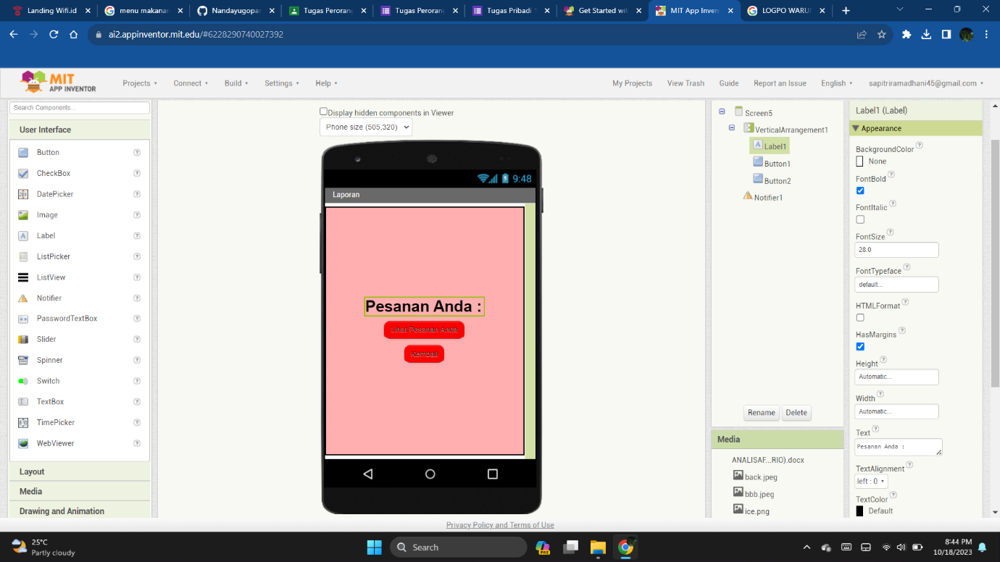 Landing Wifi.id
menu makanan
Nandayugopan
Tugas Perorang
Tugas Perorang
Tugas Pribadi
Get Started wit
MIT App Inven
LOGPO WARU
ai2.appinventor.mit.edu/#6228290740027392
MIT
APP INVENTOR
Projects
Connect
Build
Settings
Help
My Projects
View Trash
Guide
Report an Issue
English
sapitriramadhani45@gmail.com
Search Components...
User Interface
Button
CheckBox
DatePicker
Image
Label
ListPicker
ListView
Notifier
PasswordTextBox
Slider
Spinner
Switch
TextBox
TimePicker
WebViewer
Layout
Media
Drawing and Animation
Display hidden components in Viewer
Phone size (505,320)
9:48
Laporan
Pesanan Anda :
Lihat Pesanan Anda
Kembali
Privacy Policy and Terms of Use
Screen5
VerticalArrangement1
Label1
Button1
Button2
Notifier1
Rename
Delete
Media
ANALISAF...RIO).docx
back.jpeg
bbb.jpeg
ice.png
Label1 (Label)
Appearance
BackgroundColor
None
FontBold
FontItalic
FontSize
28.0
FontTypeface
default...
HTMLFormat
HasMargins
Height
Automatic...
Width
Automatic...
Text
Pesanan Anda :
TextAlignment
left : 0
TextColor
Default
25°C
Partly cloudy
Search
PRE
8:44 PM
10/18/2023